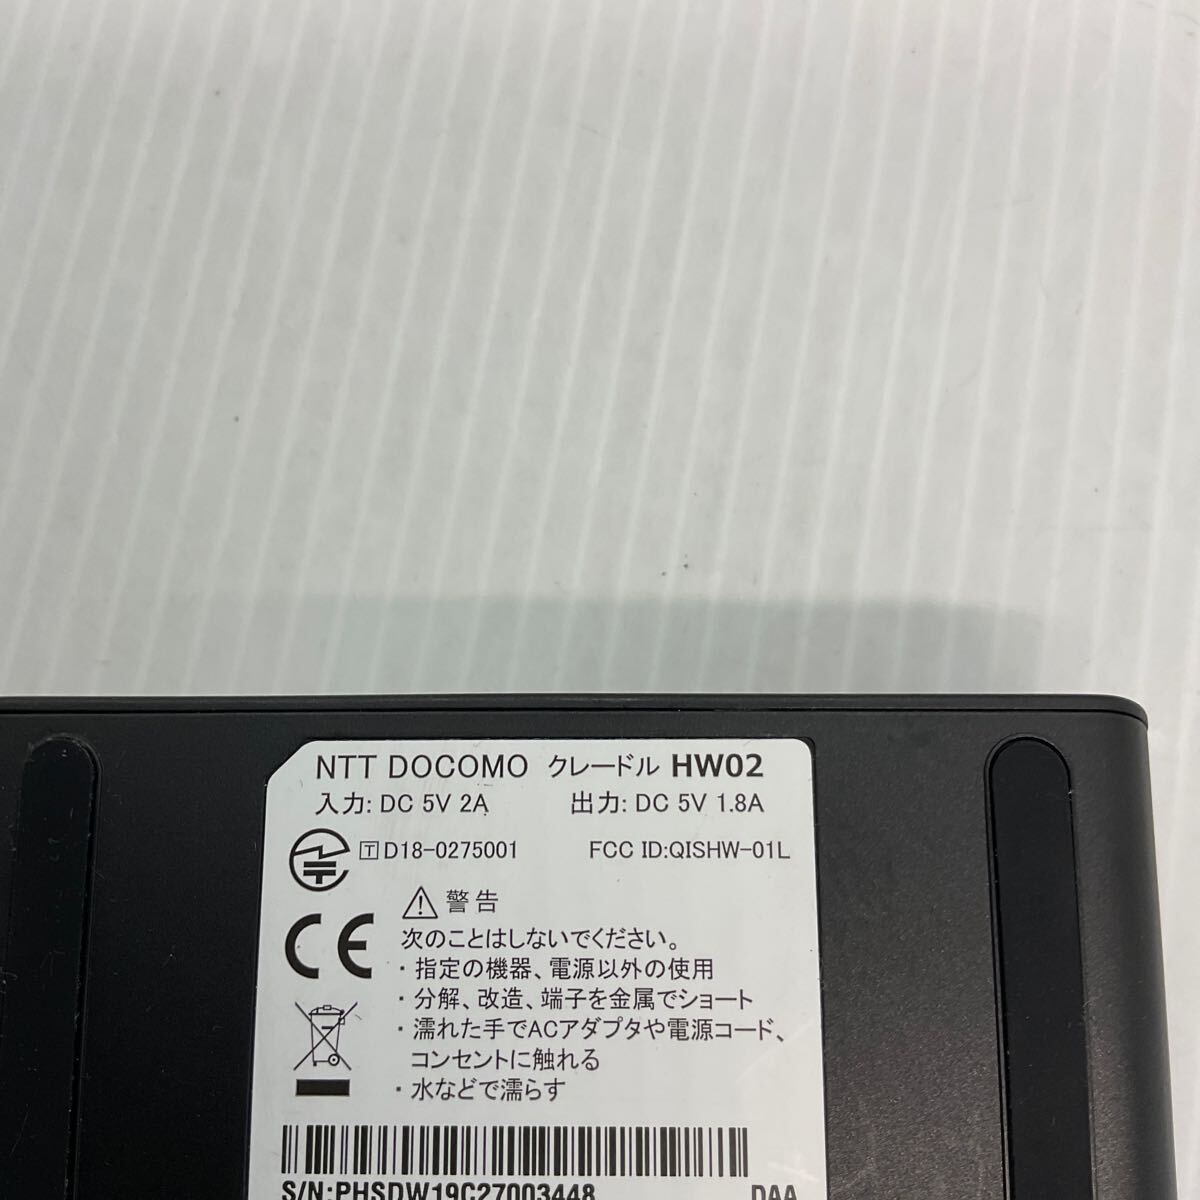 NTT DOCOMO クレードル HW02
入力: DC 5V 2A 出力: DC 5V 1.8A
T D18-0275001 FCC ID:QISHW-01L
警告
CE
次のことはしないでください。
・指定の機器、電源以外の使用
・分解、改造、端子を金属でショート
・濡れた手でACアダプタや電源コード、
コンセントに触れる
・水などで濡らす
S/N:PHSDW19C27003448 DAA